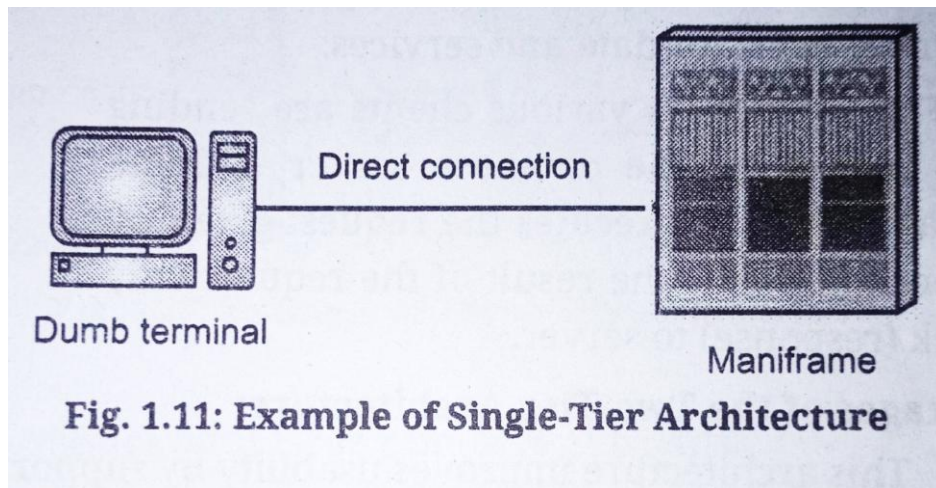 Direct connection
Dumb terminal
Maniframe
Fig. 1.11: Example of Single-Tier Architecture